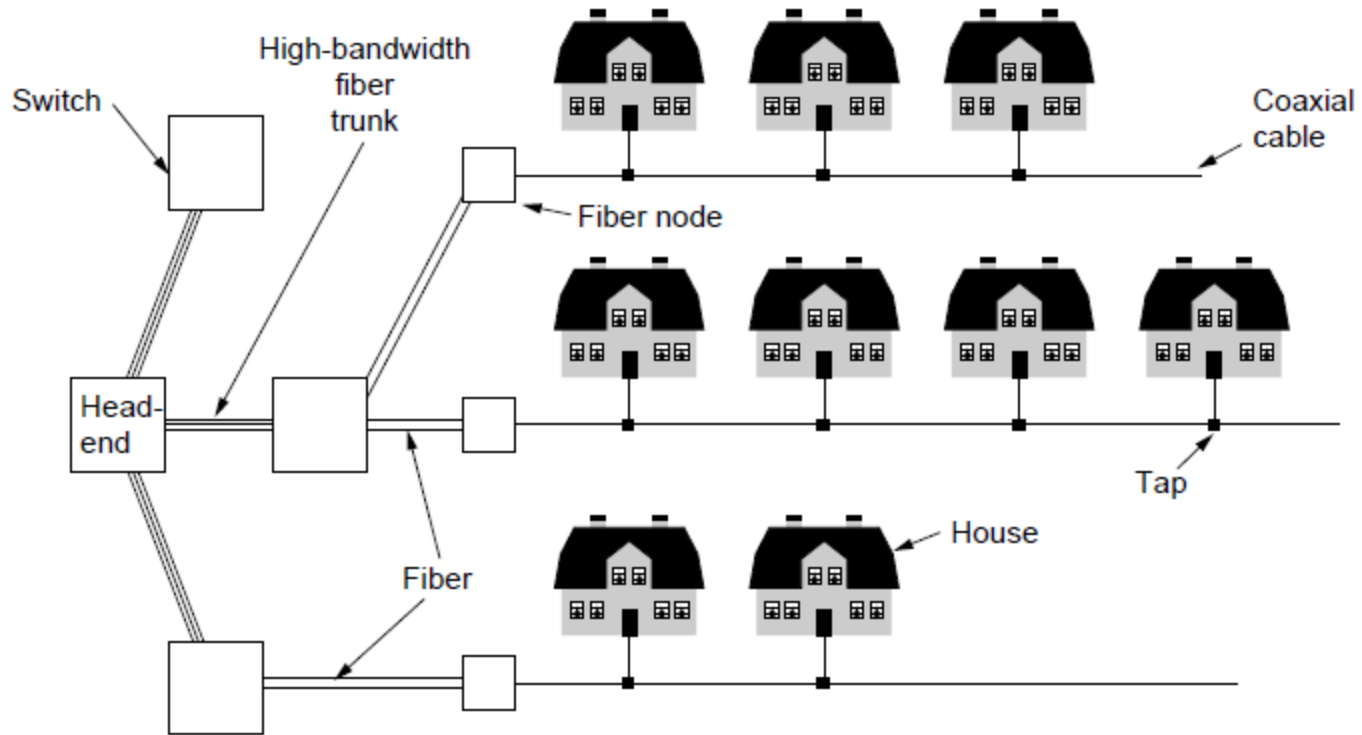 High-bandwidth
fiber
trunk
Switch
Coaxial
cable
Fiber node
Head-
end
Tap
House
Fiber